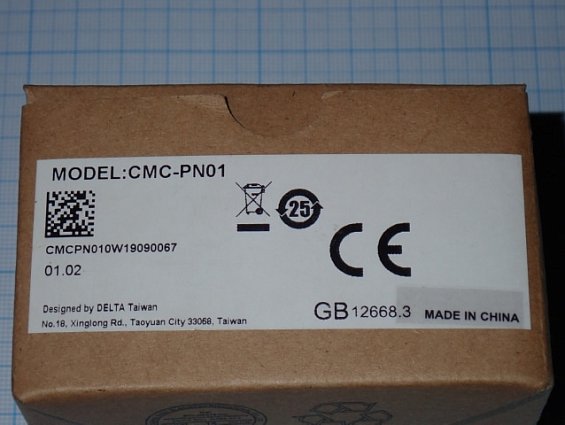 MODEL:CMC-PN01
25
CMCPN010W19090067
01.02
CE
Designed by DELTA Taiwan
No.18, Xinglong Rd., Taoyuan City 33068, Taiwan
GB 12668.3
MADE IN CHINA